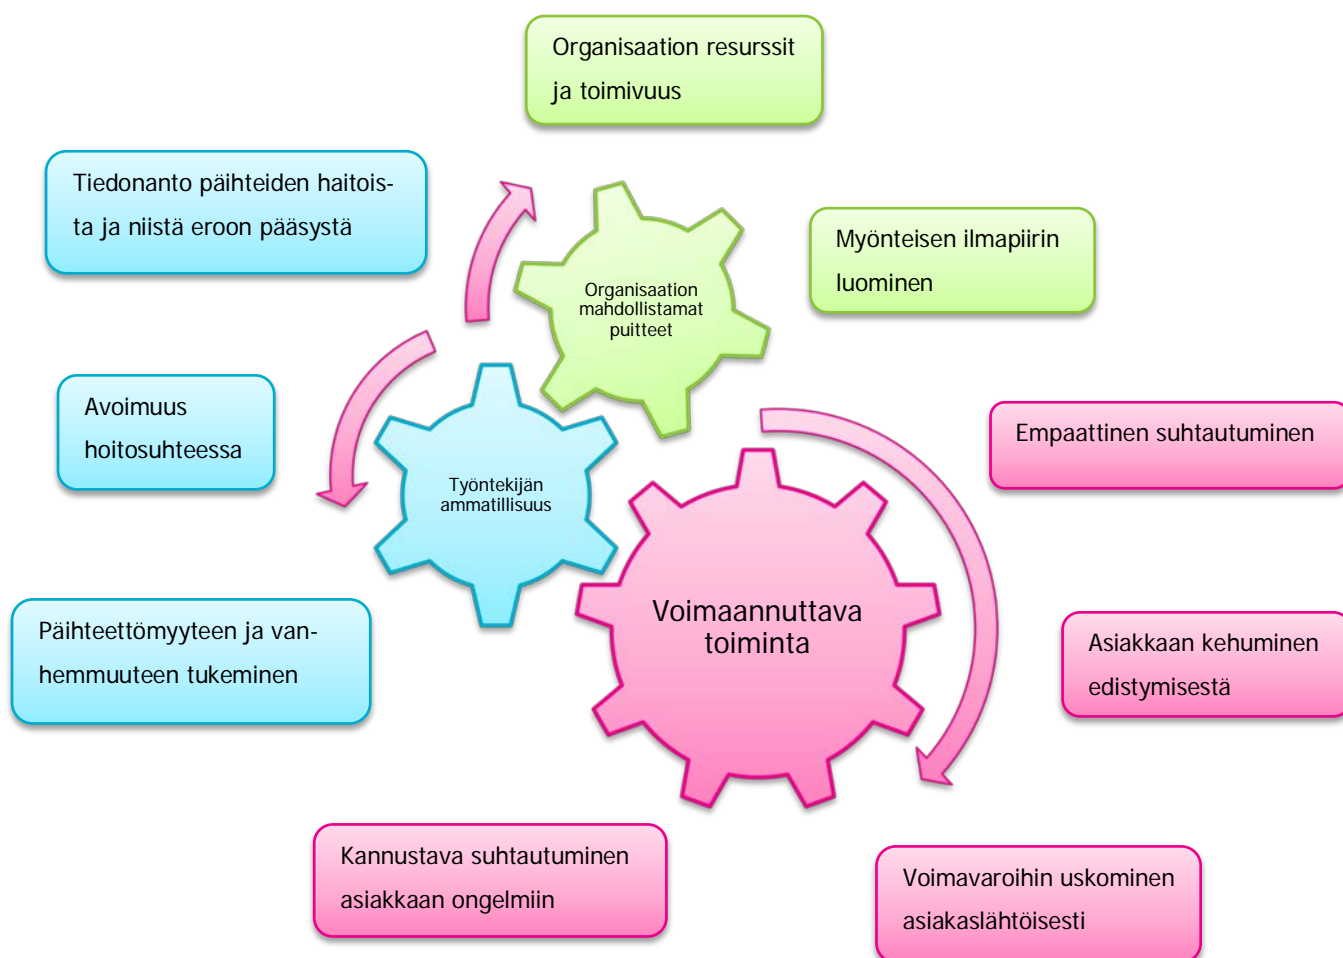 Organisaation resurssit
ja toimivuus
Tiedonanto päihteiden haitois-
ta ja niistä eroon pääsystä
Myönteisen ilmapiirin
luominen
Organisaation
mahdollistamat
puitteet
Avoimuus
hoitosuhteessa
Empaattinen suhtautuminen
Työntekijän
ammatillisuus
Voimaannuttava
toiminta
Päihteettömyyteen ja van-
hemmuuteen tukeminen
Asiakkaan kehuminen
edistymisestä
Kannustava suhtautuminen
asiakkaan ongelmiin
Voimavaroihin uskominen
asiakaslähtöisesti